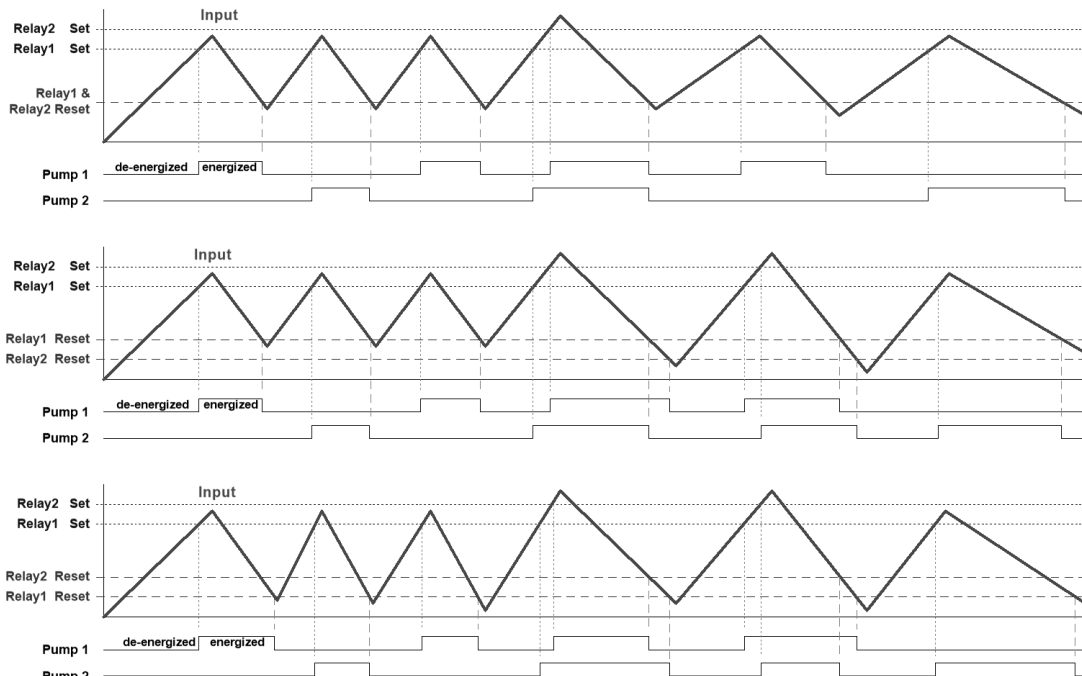 Input
Relay2 Set
Relay1 Set
Relay1 &
Relay2 Reset
de-energized energized
Pump 1
Pump 2
Input
Relay2 Set
Relay1 Set
Relay1 Reset
Relay2 Reset
de-energized energized
Pump 1
Pump 2
Input
Relay2 Set
Relay1 Set
Relay2 Reset
Relay1 Reset
de-energized energized
Pump 1
Pump 2